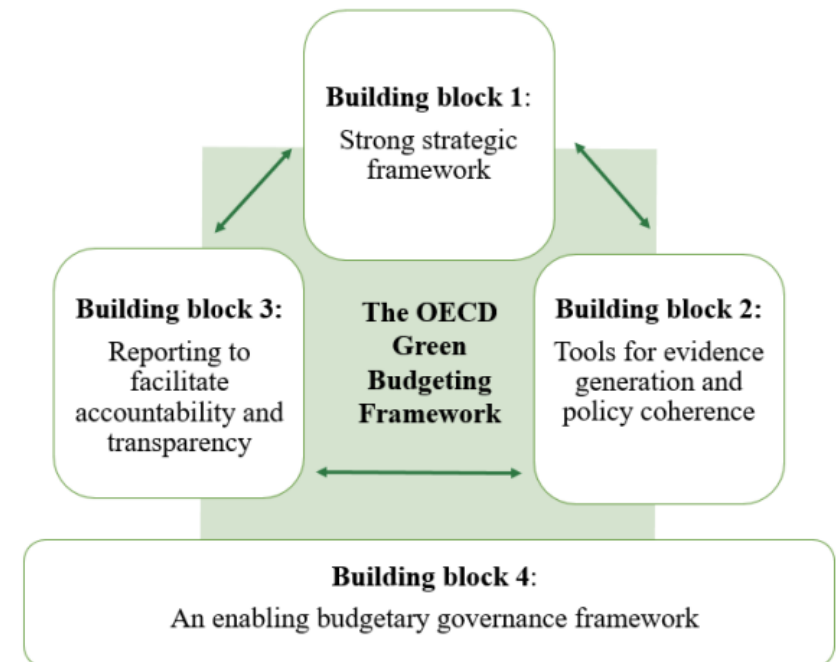 Building block 1:
Strong strategic
framework
Building block 3:
Reporting to
facilitate
accountability and
transparency
The OECD
Green
Budgeting
Framework
Building block 2:
Tools for evidence
generation and
policy coherence
Building block 4:
An enabling budgetary governance framework